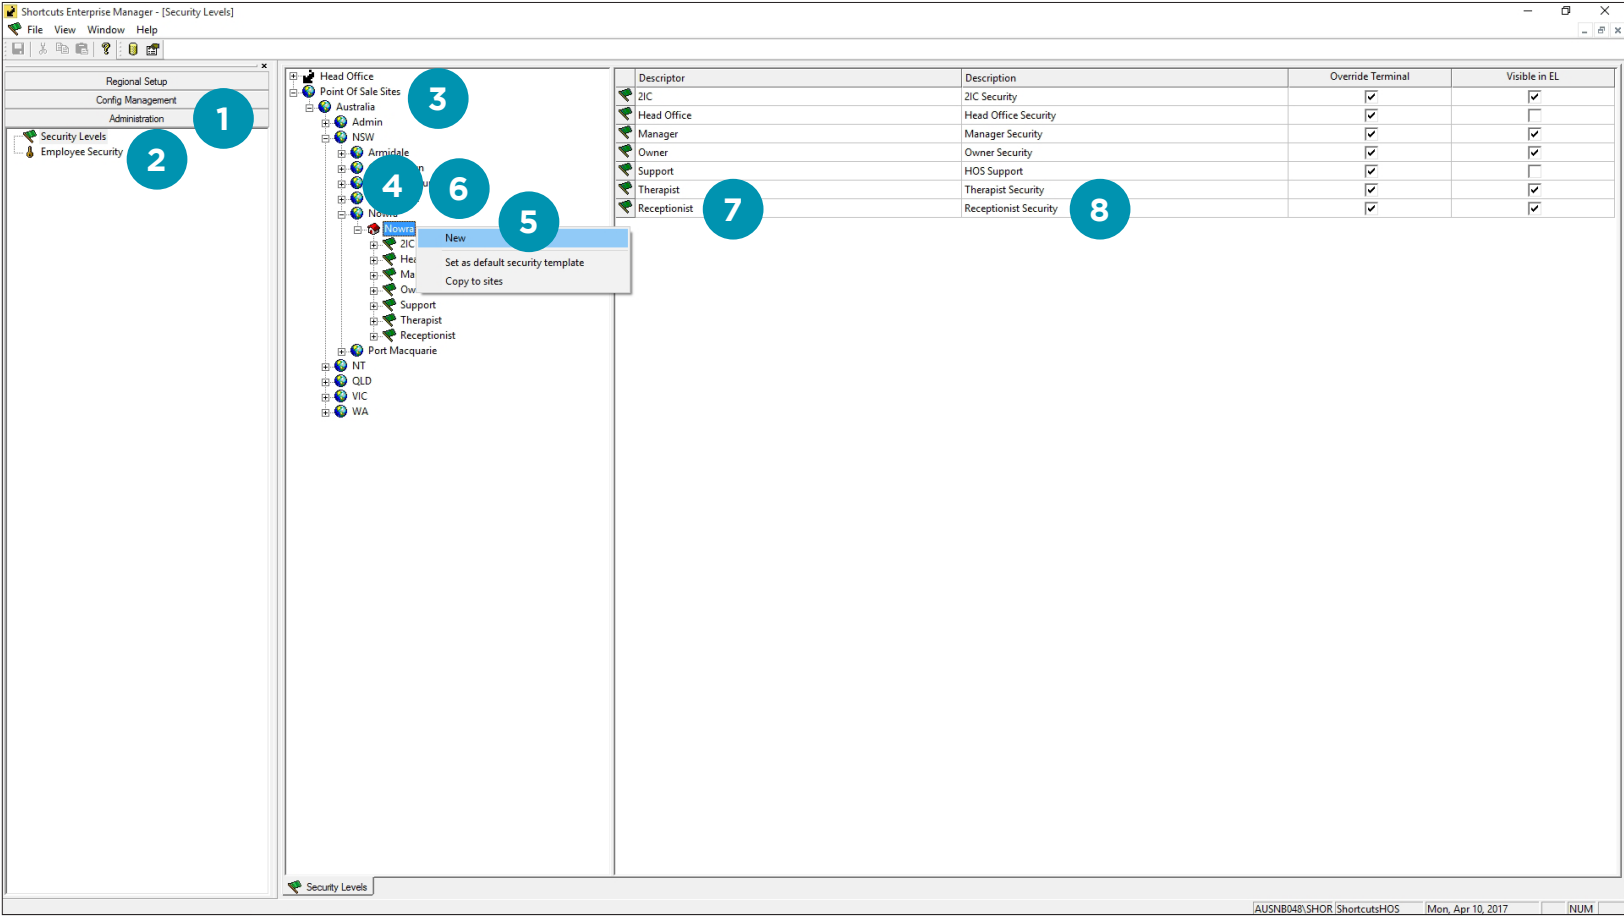 Shortcuts Enterprise Manager - [Security Levels]
File View Window Help
Regional Setup
Config Management
Administration
1
Security Levels
Employee Security
2
Head Office
Point Of Sale Sites
3
Australia
Admin
NSW
Armidale
4
6
Nowra
5
2IC
Support
Therapist
Receptionist
Port Macquarie
NT
QLD
VIC
WA
New
Set as default security template
Copy to sites
Descriptor Description Override Terminal Visible in EL
2IC 2IC Security
Head Office Head Office Security
Manager Manager Security
Owner Owner Security
Support HOS Support
Therapist Therapist Security
Receptionist 7 Receptionist Security 8
Security Levels
AUSNB048\SHOR ShortcutsHOS Mon, Apr 10, 2017 NUM